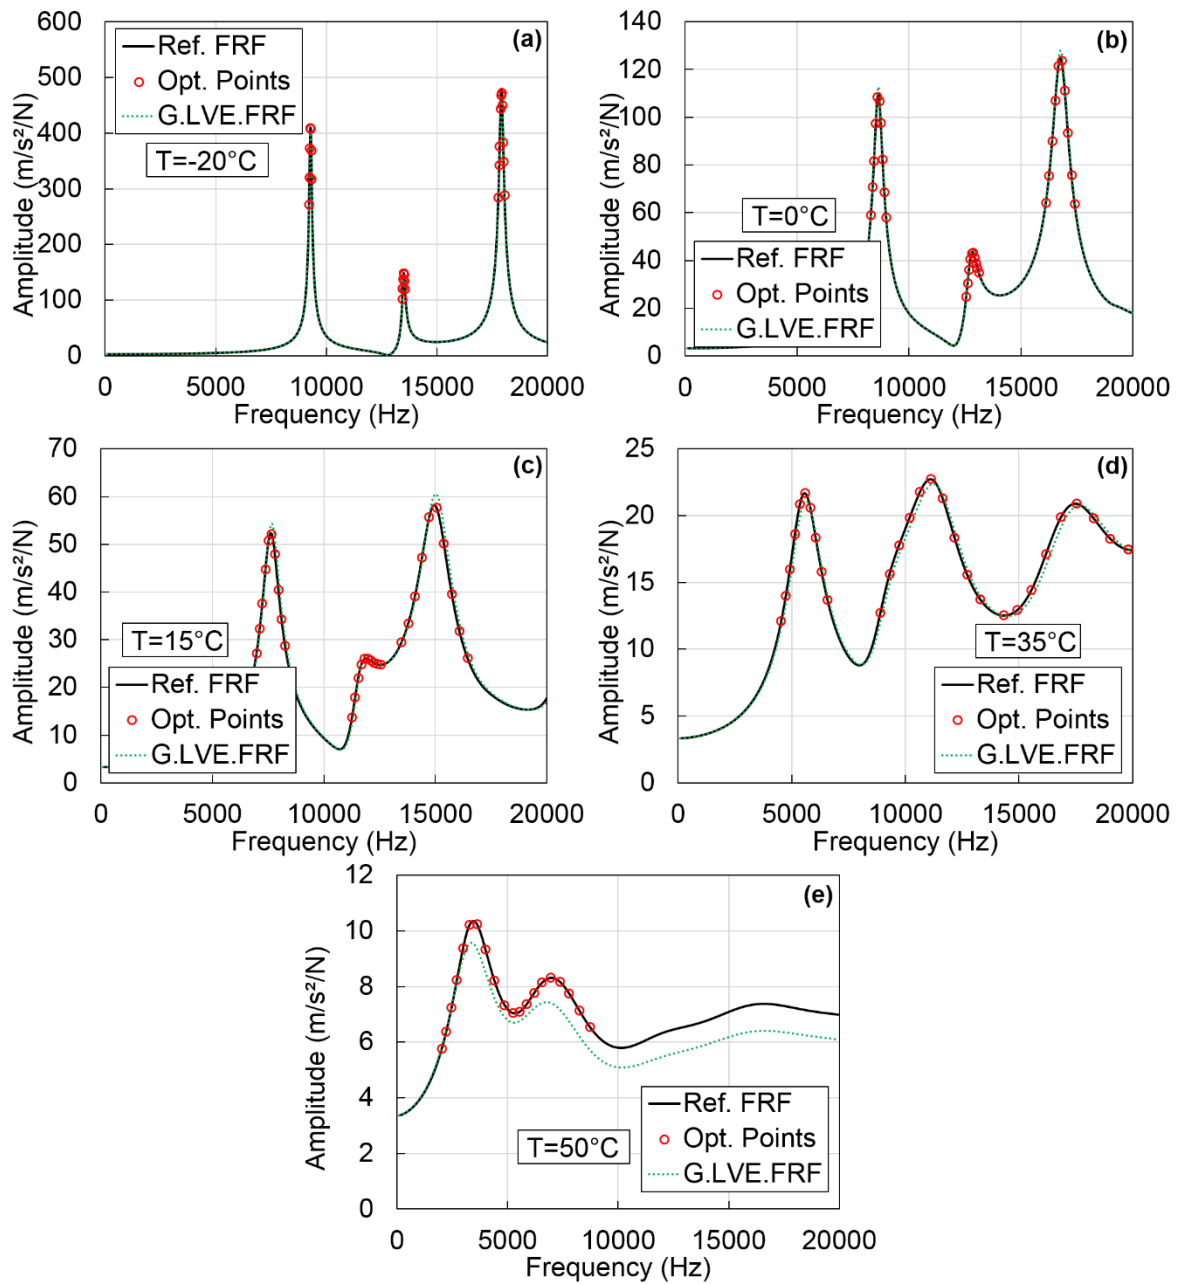 (a)
Amplitude (m/s²/N)
600
500
400
300
200
100
0
Ref. FRF
Opt. Points
G.LVE.FRF
T=-20°C
0 5000 10000 15000 20000
Frequency (Hz)
(b)
Amplitude (m/s²/N)
140
120
100
80
60
40
20
0
T=0°C
Ref. FRF
Opt. Points
G.LVE.FRF
0 5000 10000 15000 20000
Frequency (Hz)
(c)
Amplitude (m/s²/N)
70
60
50
40
30
20
10
0
T=15°C
Ref. FRF
Opt. Points
G.LVE.FRF
0 5000 10000 15000 20000
Frequency (Hz)
(d)
Amplitude (m/s²/N)
25
20
15
10
5
0
T=35°C
Ref. FRF
Opt. Points
G.LVE.FRF
0 5000 10000 15000 20000
Frequency (Hz)
(e)
Amplitude (m/s²/N)
12
10
8
6
4
2
0
T=50°C
Ref. FRF
Opt. Points
G.LVE.FRF
0 5000 10000 15000 20000
Frequency (Hz)